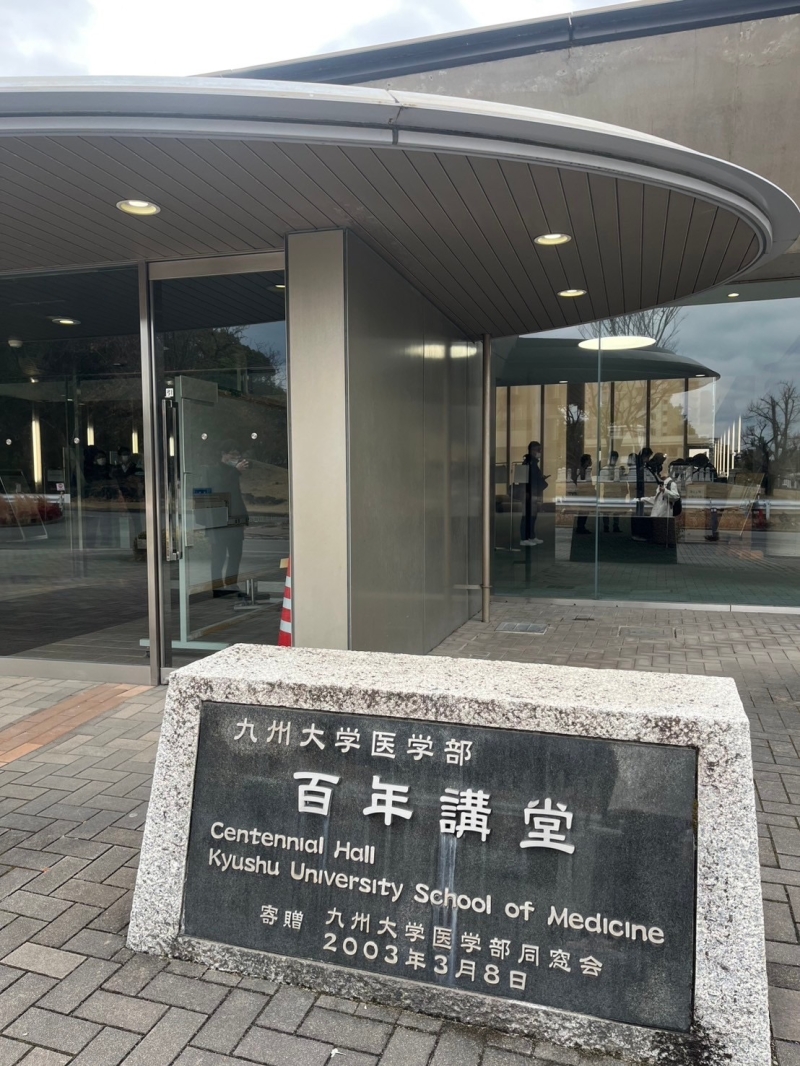 九州大学医学部
百年講堂
Centennial Hall
Kyushu University School of Medicine
寄贈 九州大学医学部同窓会
2003年3月8日